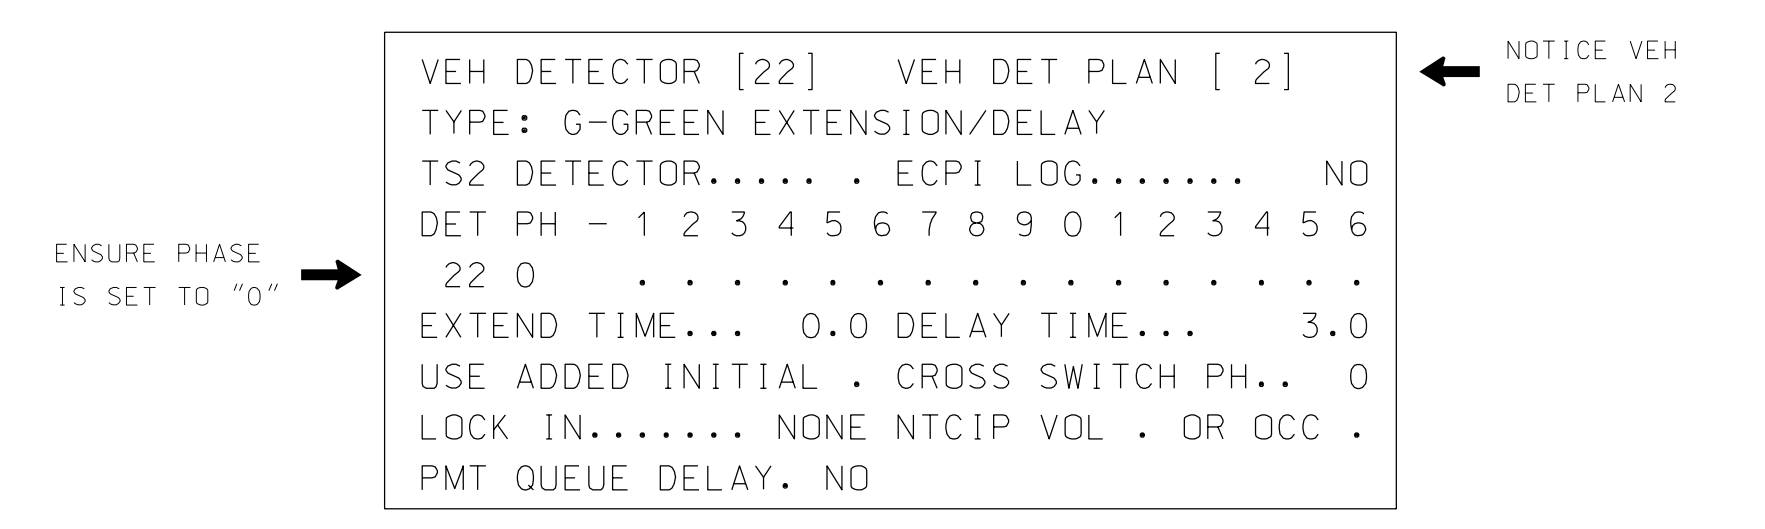 VEH DETECTOR [22] VEH DET PLAN [ 2]
TYPE: G-GREEN EXTENSION/DELAY
TS2 DETECTOR..... . ECPI LOG....... NO
DET PH - 1 2 3 4 5 6 7 8 9 0 1 2 3 4 5 6
22 0 . . . . . . . . . . . . . . . .
EXTEND TIME... 0.0 DELAY TIME... 3.0
USE ADDED INITIAL . CROSS SWITCH PH.. 0
LOCK IN....... NONE NTCIP VOL . OR OCC .
PMT QUEUE DELAY. NO
NOTICE VEH
DET PLAN 2
ENSURE PHASE
IS SET TO "0"